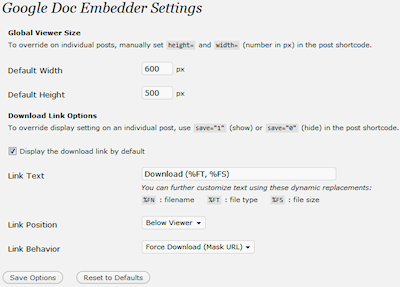 Google Doc Embedder Settings
Global Viewer Size
To override on individual posts, manually set height= and width= (number in px) in the post shortcode.
Default Width 600 px
Default Height 500 px
Download Link Options
To override display setting on an individual post, use save="1" (show) or save="0" (hide) in the post shortcode.
Display the download link by default
Link Text Download (%FT, %FS)
You can further customize text using these dynamic replacements:
%FN : filename %FT : file type %FS : file size
Link Position Below Viewer
Link Behavior Force Download (Mask URL)
Save Options Reset to Defaults